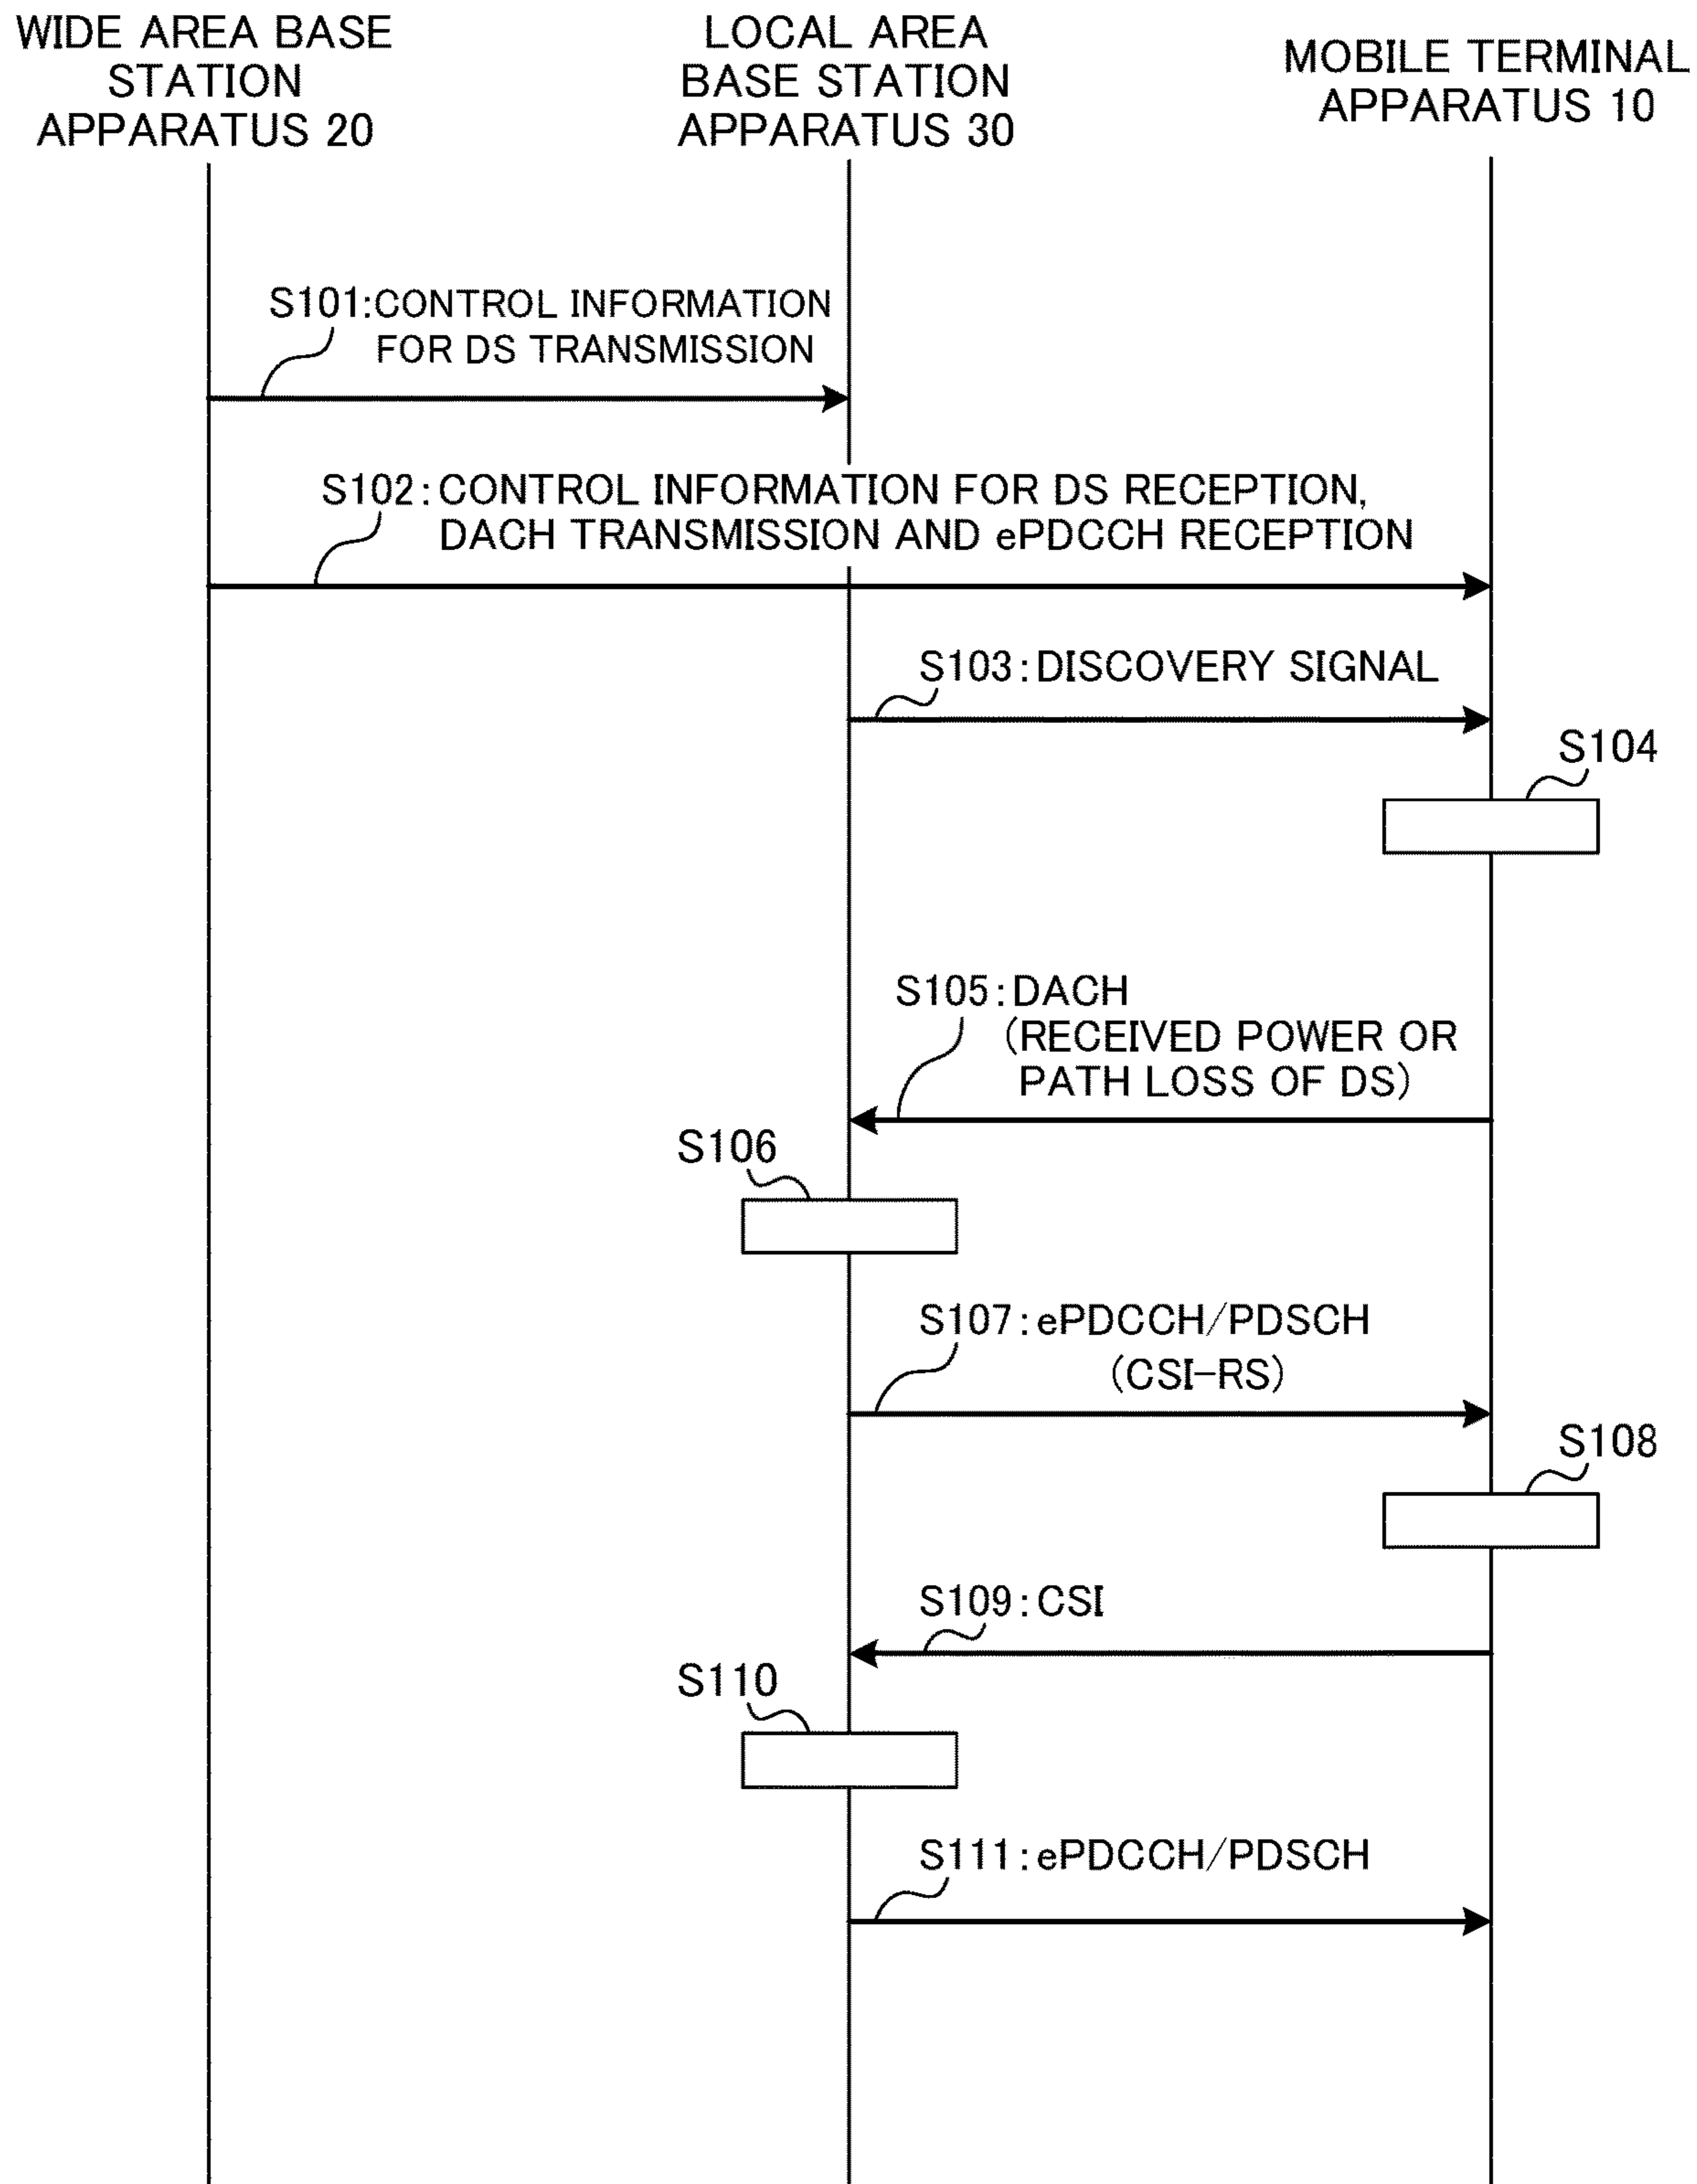 WIDE AREA BASE
STATION
APPARATUS 20
LOCAL AREA
BASE STATION
APPARATUS 30
MOBILE TERMINAL
APPARATUS 10
S101:CONTROL INFORMATION
FOR DS TRANSMISSION
S102:CONTROL INFORMATION FOR DS RECEPTION,
DACH TRANSMISSION AND ePDCCH RECEPTION
S103:DISCOVERY SIGNAL
S104
S105:DACH
(RECEIVED POWER OR
PATH LOSS OF DS)
S106
S107:ePDCCH/PDSCH
(CSI-RS)
S108
S109:CSI
S110
S111:ePDCCH/PDSCH